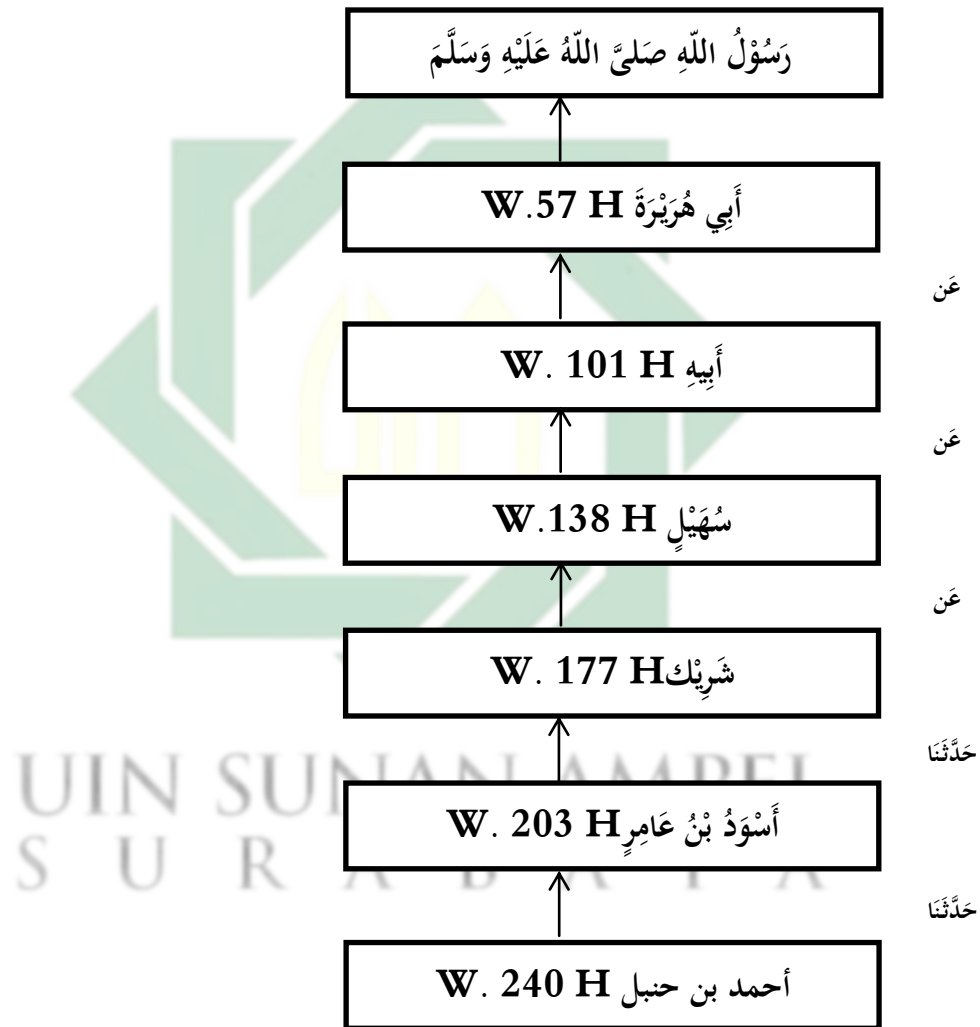 رَسُوْلُ اللّهِ صَلىَّ اللّهُ عَلَيْهِ وَسَلَّمَ
أَبِي هُرَيْرَةَ W.57 H
عَن
أَبِيهِ W. 101 H
عَن
سُهَيْلٍ W.138 H
عَن
شَرِيْك W. 177 H
حَدَّثَنَا
UIN SUNAN AMPEL
أَسْوَدُ بْنُ عَامِرٍ W. 203 H
S U R A B A Y A
حَدَّثَنَا
أحمد بن حنبل W. 240 H